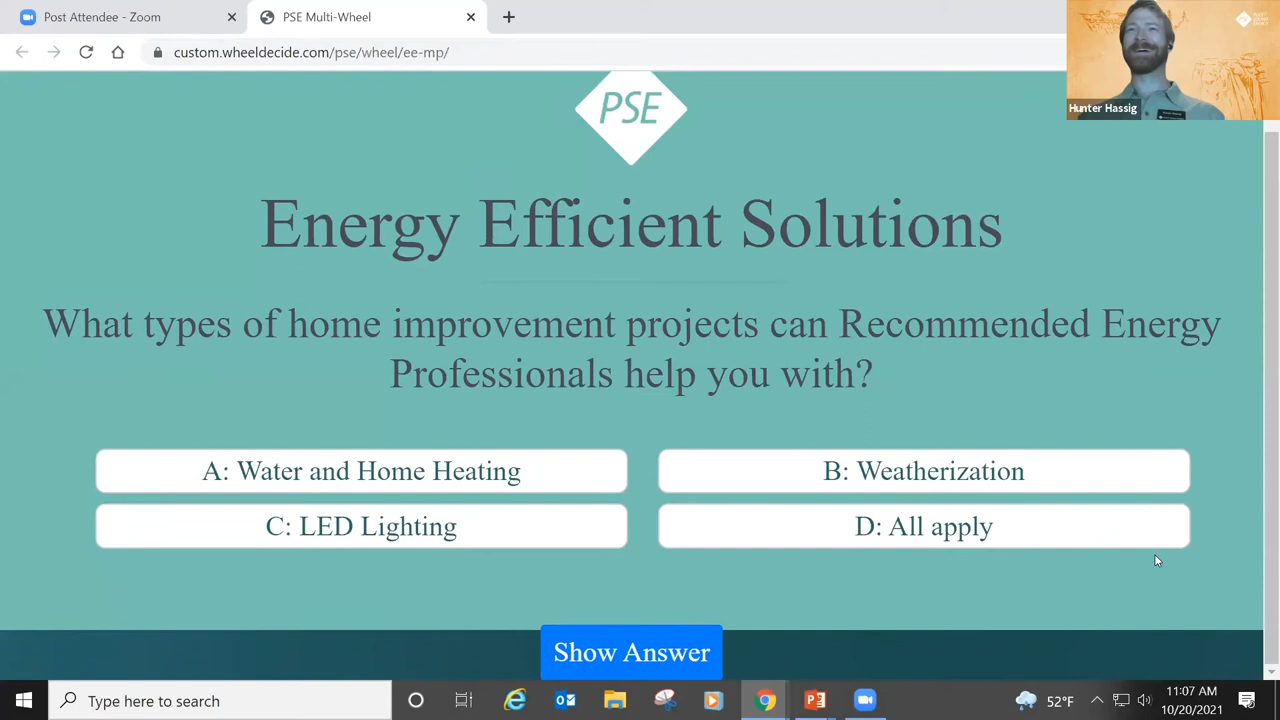 Post Attendee - Zoom
PSE Multi-Wheel
custom.wheeldecide.com/pse/wheel/ee-mp/
Hunter Hassig
PSE
Energy Efficient Solutions
What types of home improvement projects can Recommended Energy
Professionals help you with?
A: Water and Home Heating
B: Weatherization
C: LED Lighting
D: All apply
Show Answer
Type here to search
52°F
11:07 AM
10/20/2021